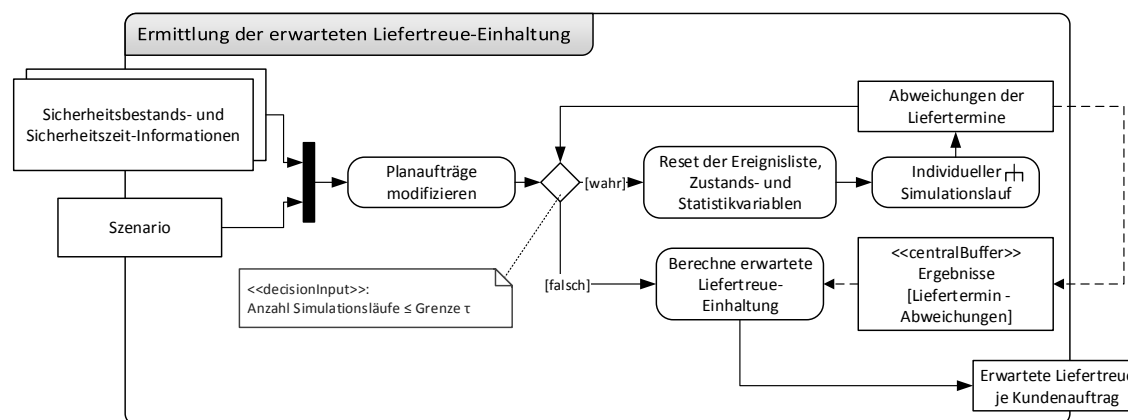 Ermittlung der erwarteten Liefertreue-Einhaltung
Sicherheitsbestands- und
Sicherheitszeit-Informationen
Szenario
Planaufträge
modifizieren
[wahr]
Reset der Ereignisliste,
Zustands- und
Statistikvariablen
Individueller
Simulationslauf
Abweichungen der
Liefertermine
<<decisionInput>>:
Anzahl Simulationsläufe ≤ Grenze τ
[falsch]
Berechne erwartete
Liefertreue-
Einhaltung
<<centralBuffer>>
Ergebnisse
[Liefertermin -
Abweichungen]
Erwartete Liefertreue
je Kundenauftrag